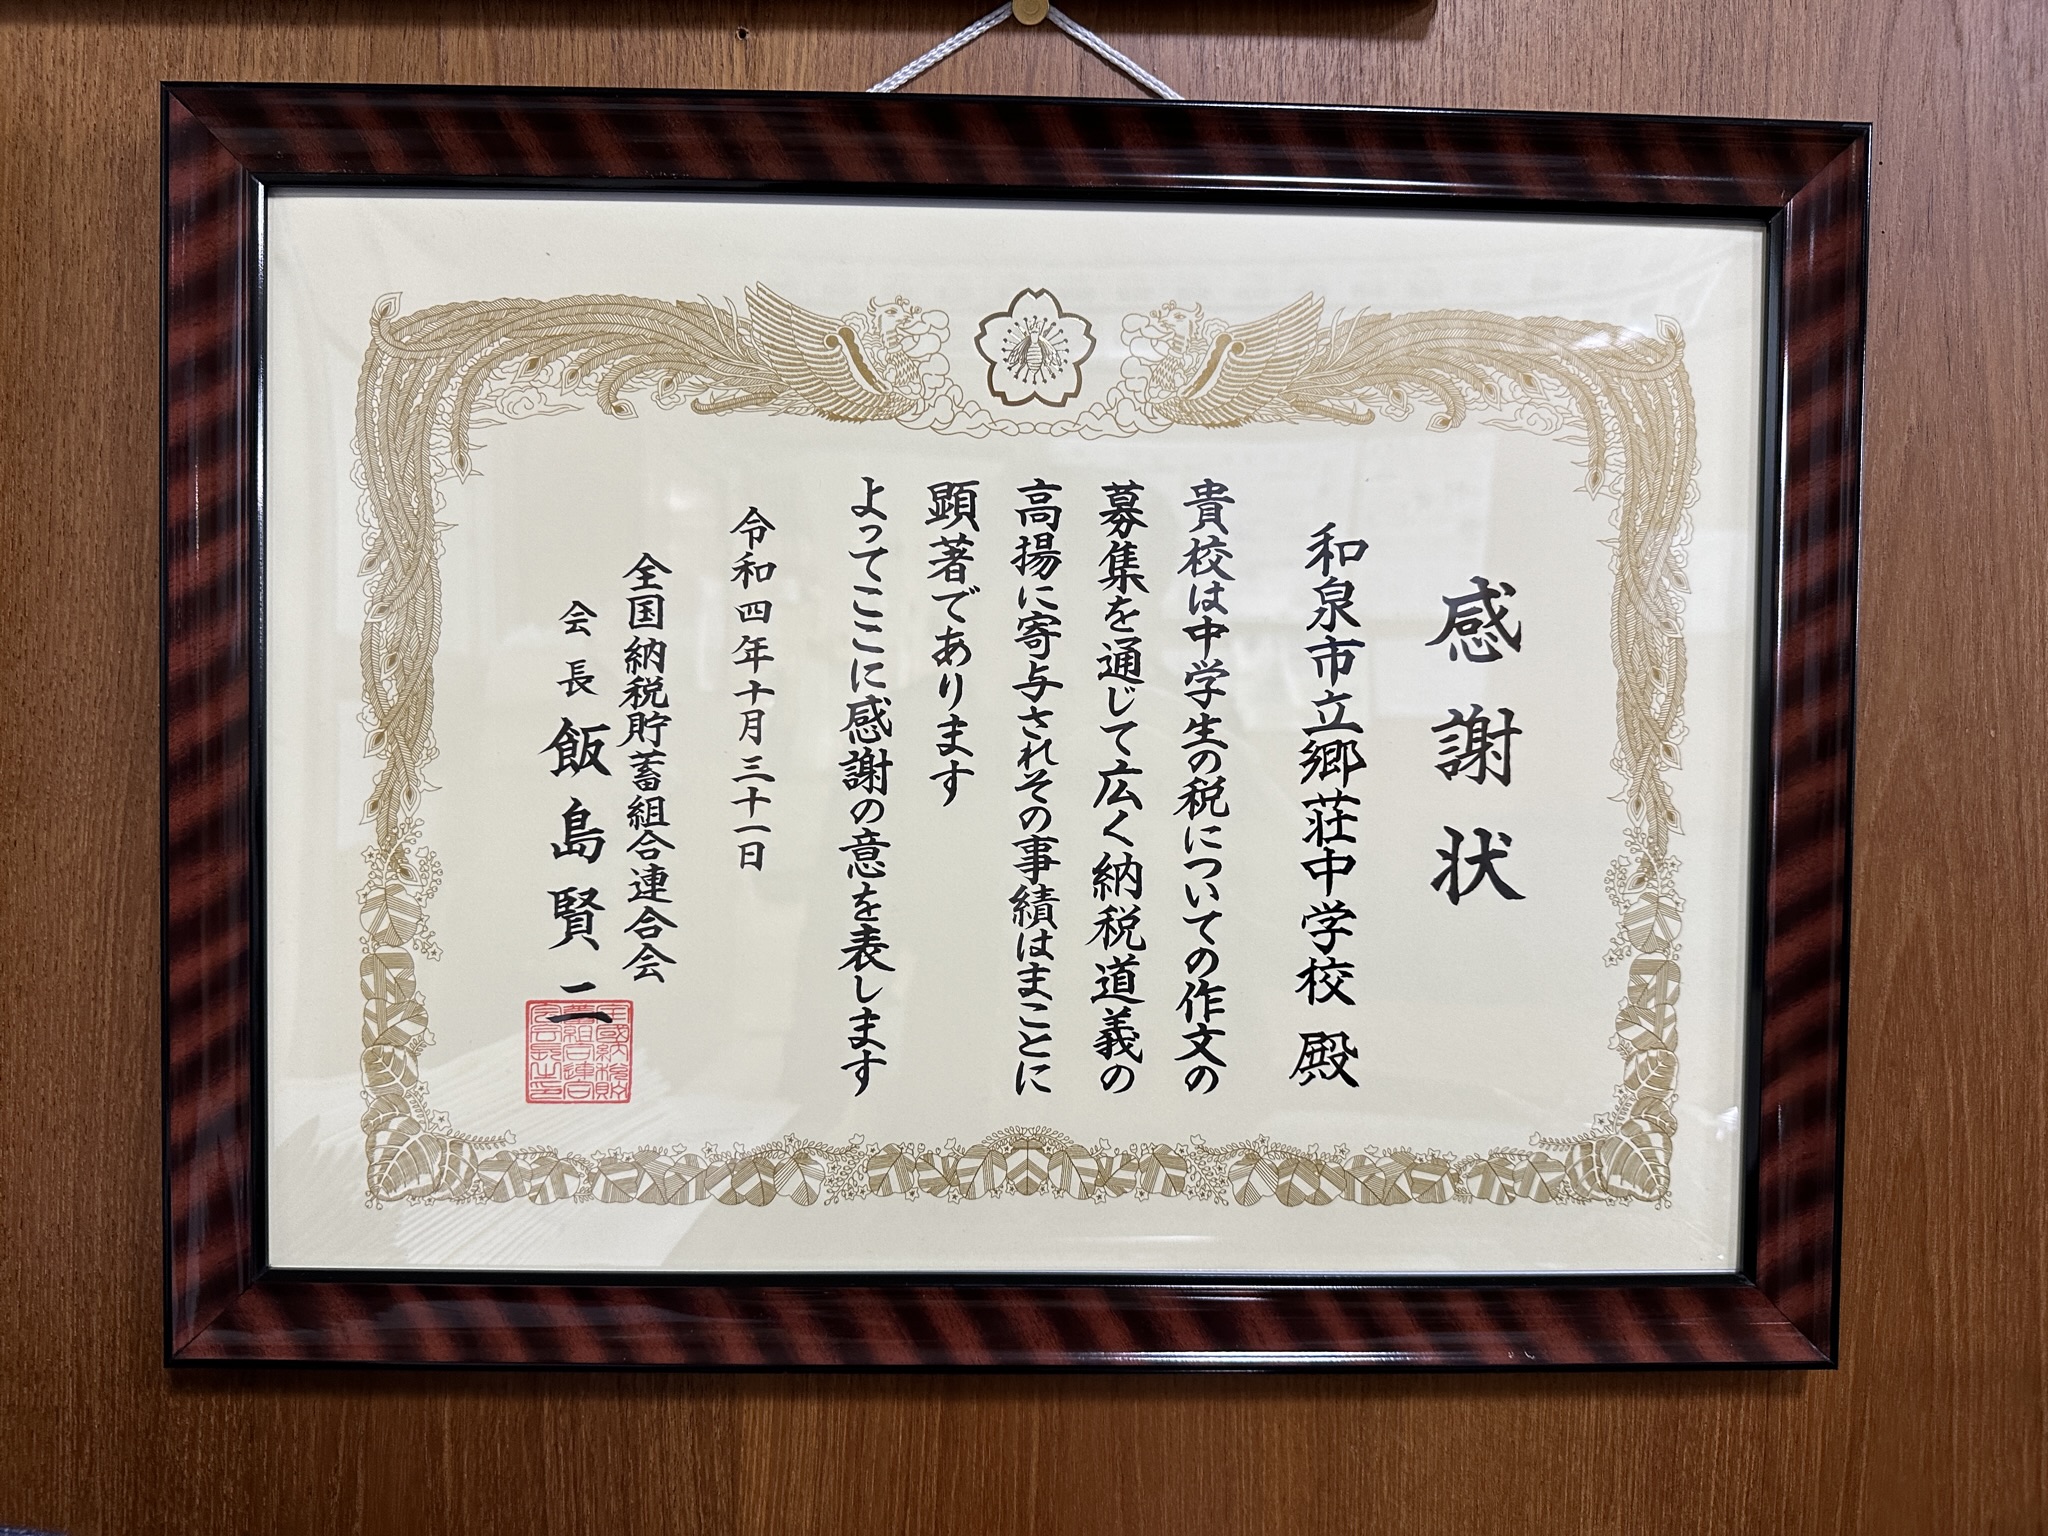 感謝状
和泉市立郷荘中学校 殿
貴校は中学生の税についての作文の
募集を通じて広く納税道義の
高揚に寄与されその事績はまことに
顕著であります
よってここに感謝の意を表します
令和四年十月三十一日
全国納税貯蓄組合連合会
会長 飯島賢二